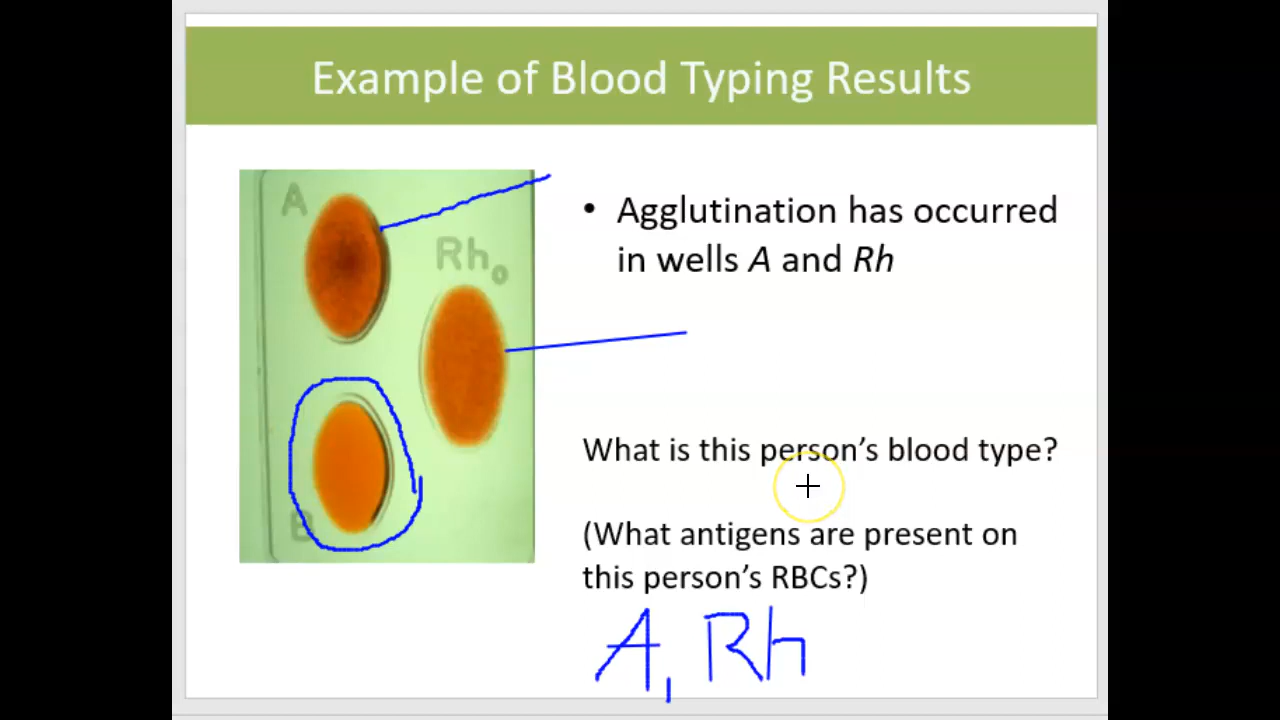 Example of Blood Typing Results
A
Rho
B
• Agglutination has occurred
in wells A and Rh
What is this person's blood type?
(What antigens are present on
this person's RBCs?)
A, Rh